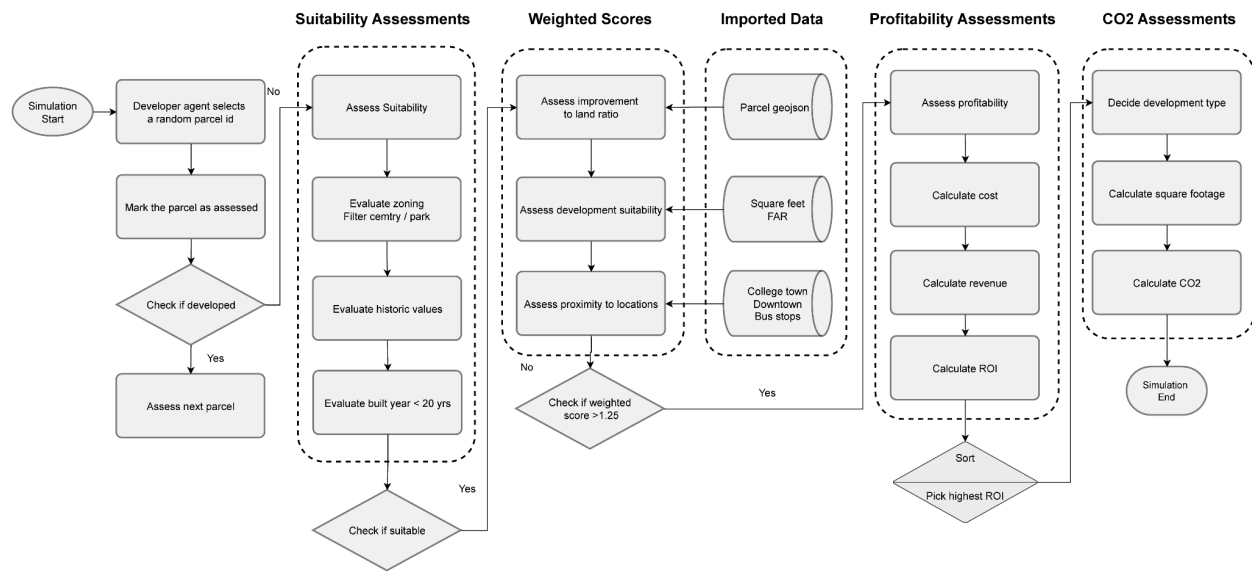 Suitability Assessments
Weighted Scores
Imported Data
Profitability Assessments
CO2 Assessments
Simulation
Start
Developer agent selects
a random parcel id
No
Mark the parcel as assessed
Check if developed
Yes
Assess next parcel
Assess Suitability
Evaluate zoning
Filter cemtry / park
Evaluate historic values
Evaluate built year < 20 yrs
Check if suitable
Yes
Assess improvement
to land ratio
Assess development suitability
Assess proximity to locations
No
Check if weighted
score >1.25
Yes
Parcel geojson
Square feet
FAR
College town
Downtown
Bus stops
Assess profitability
Calculate cost
Calculate revenue
Calculate ROI
Sort
Pick highest ROI
Decide development type
Calculate square footage
Calculate CO2
Simulation
End